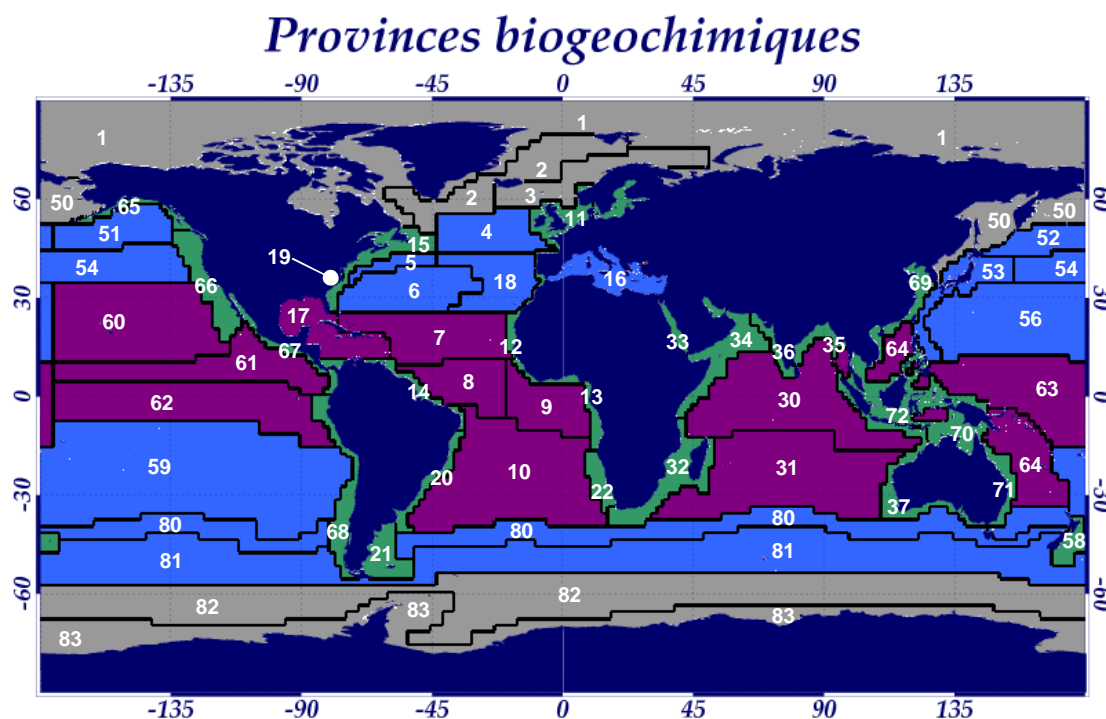 Provinces biogeochimiques
-135 -90 -45 0 45 90 135
1 1 1
2
60 50 65 2 3 11 50 50 60
51 15 4 52
19 5
54 6 18 16 53 54
30 66 69 30
17 56
60 7 12 33 34 36 35 64
67
61
0 62 14 8 9 13 30 72 63 0
70
59 20 10 32 31 64
-30 22 37 71 -30
80 68 80 80 58
81 21 81
-60 82 83 82 83 -60
83
-135 -90 -45 0 45 90 135